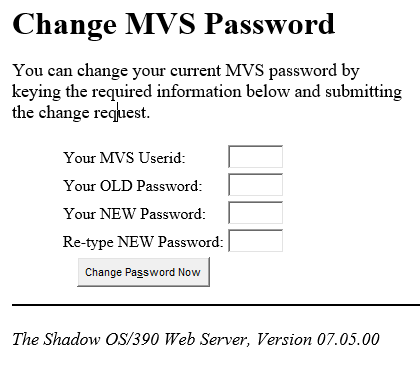 Change MVS Password
You can change your current MVS password by
keying the required information below and submitting
the change request.
Your MVS Userid:
Your OLD Password:
Your NEW Password:
Re-type NEW Password:
Change Password Now
The Shadow OS/390 Web Server, Version 07.05.00